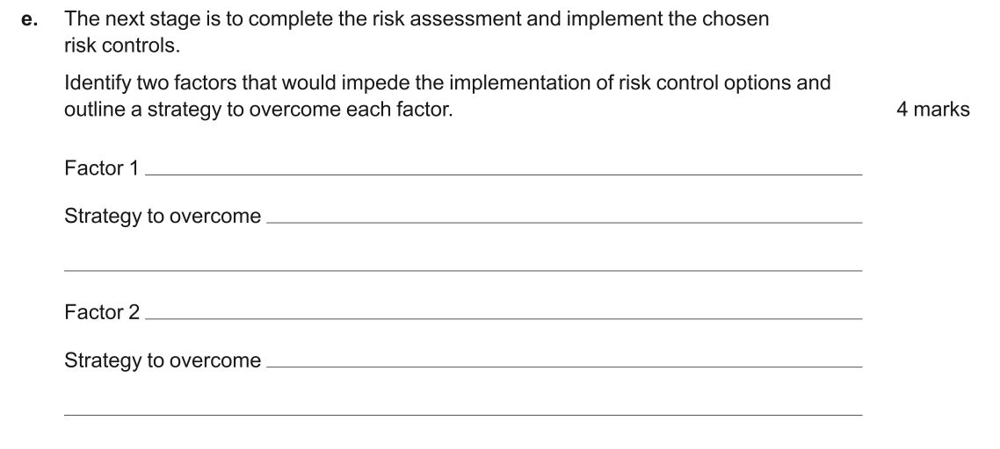 e. The next stage is to complete the risk assessment and implement the chosen
risk controls.
Identify two factors that would impede the implementation of risk control options and
outline a strategy to overcome each factor. 4 marks
Factor 1
Strategy to overcome
Factor 2
Strategy to overcome